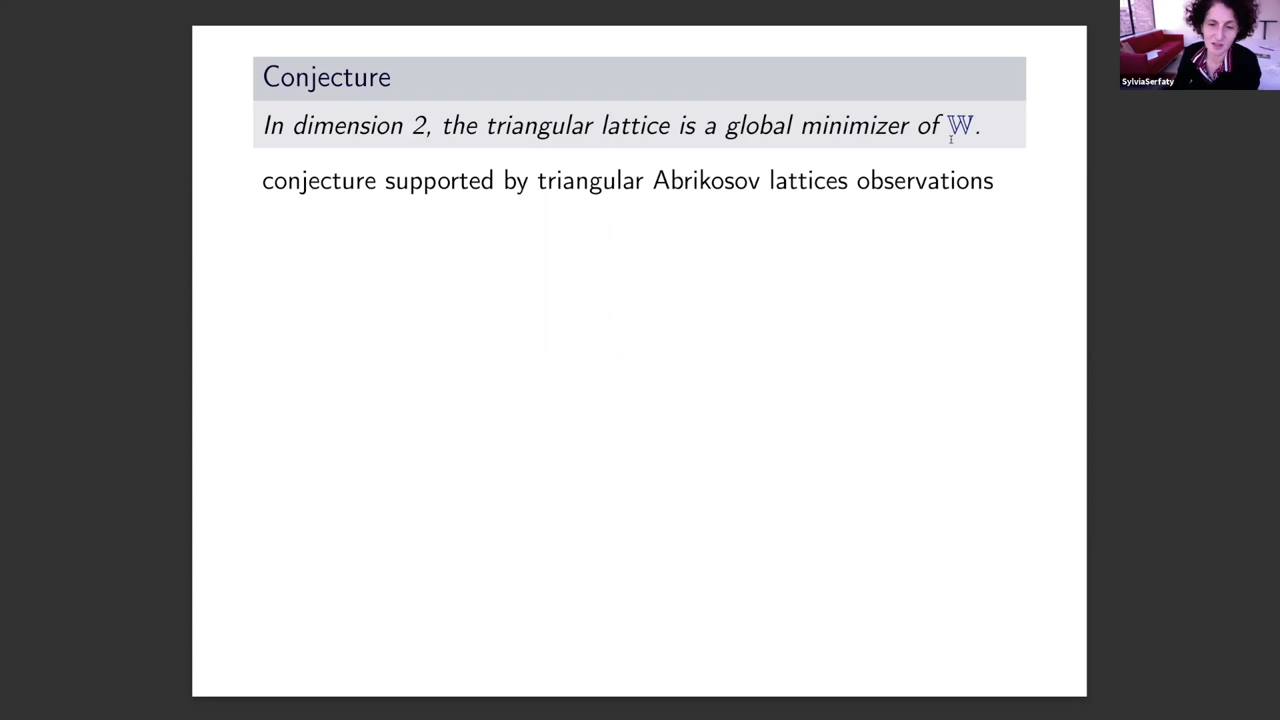 Conjecture
In dimension 2, the triangular lattice is a global minimizer of 𝕎.
conjecture supported by triangular Abrikosov lattices observations
SylviaSerfaty